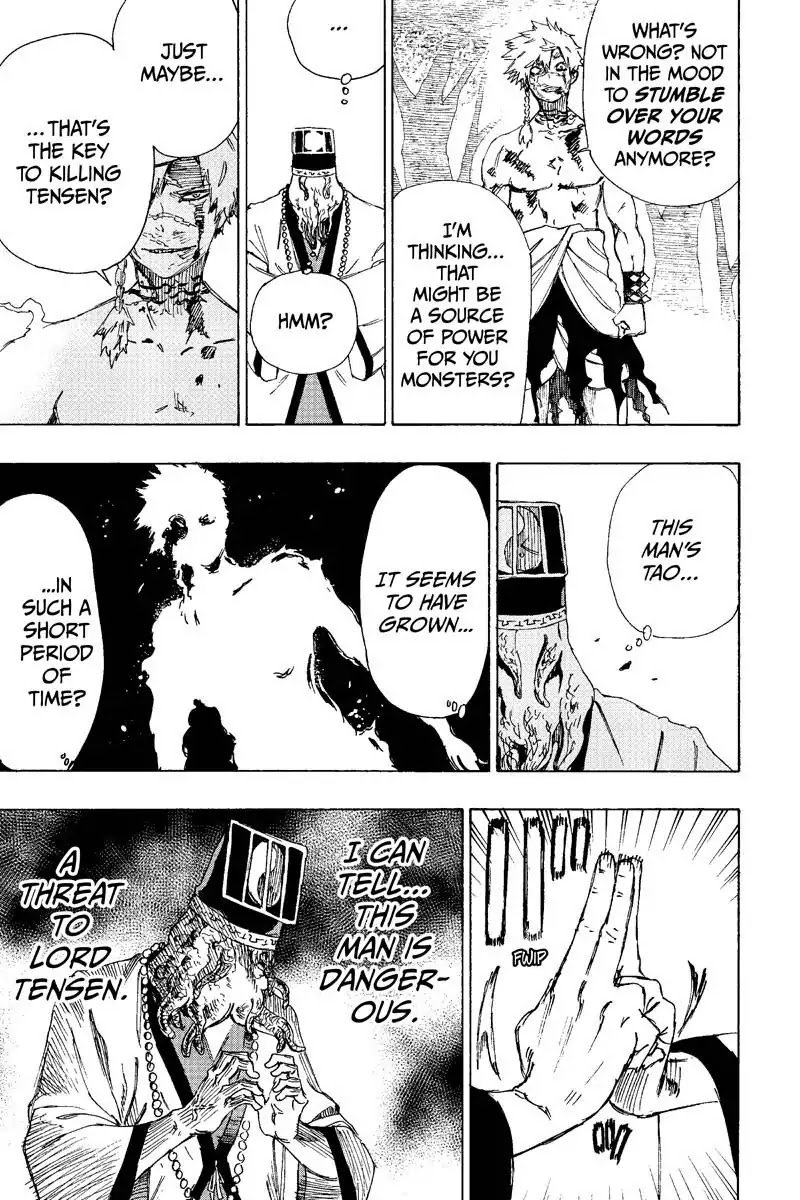 WHAT'S
WRONG? NOT
IN THE MOOD
TO STUMBLE
OVER YOUR
WORDS
ANYMORE?
I'M
THINKING...
THAT
MIGHT BE
A SOURCE
OF POWER
FOR YOU
MONSTERS?
...
HMM?
JUST
MAYBE...
...THAT'S
THE KEY
TO KILLING
TENSEN?
THIS
MAN'S
TAO...
IT SEEMS
TO HAVE
GROWN...
...IN
SUCH A
SHORT
PERIOD
OF
TIME?
FWIP
I CAN
TELL...
THIS
MAN IS
DANGER-
OUS.
A
THREAT
TO
LORD
TENSEN.